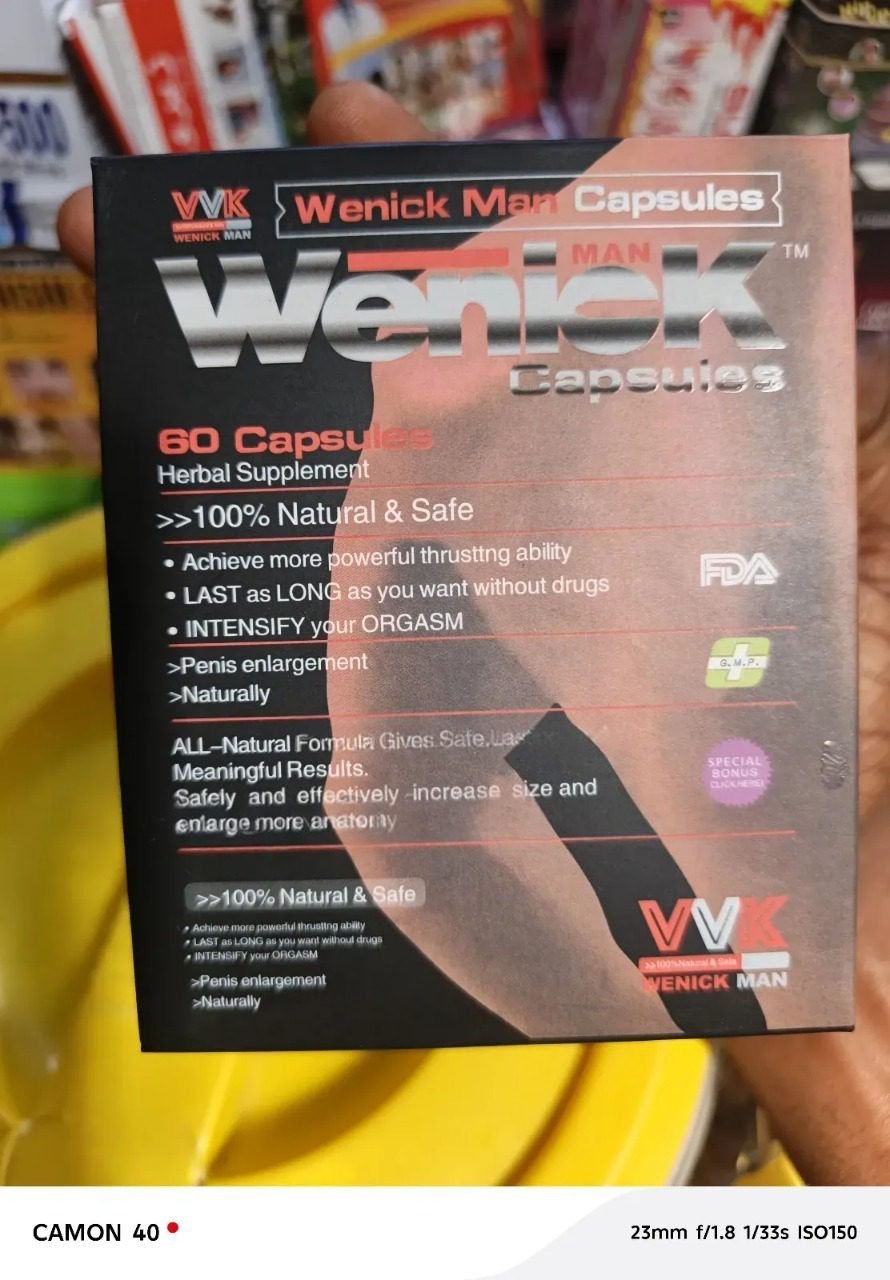 VVK
WENICK MAN
Wenick Man Capsules
WenicK
MAN
TM
Capsules
60 Capsules
Herbal Supplement
>>100% Natural & Safe
• Achieve more powerful thrusttng ability
• LAST as LONG as you want without drugs
• INTENSIFY your ORGASM
FDA
>Penis enlargement
>Naturally
G.M.P.
ALL–Natural Formula Gives Safe,
Meaningful Results.
Safely and effectively increase size and
enlarge more anatomy
SPECIAL
BONUS
CLICK HERE!
>>100% Natural & Safe
• Achieve more powerful thrusttng ability
• LAST as LONG as you want without drugs
• INTENSIFY your ORGASM
>Penis enlargement
>Naturally
VVK
>>100%Natural & Safe
WENICK MAN
500
CAMON 40
23mm f/1.8 1/33s ISO150